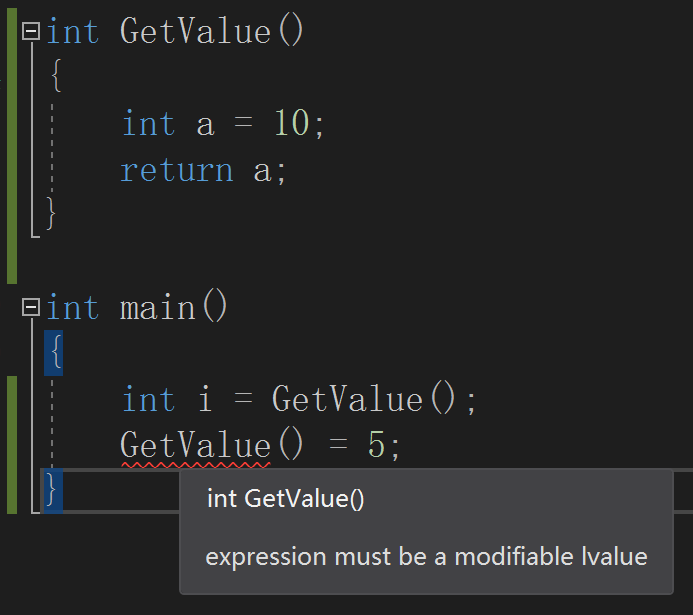 int GetValue()
{
    int a = 10;
    return a;
}
int main()
{
    int i = GetValue();
    GetValue() = 5;
}
int GetValue()
expression must be a modifiable lvalue